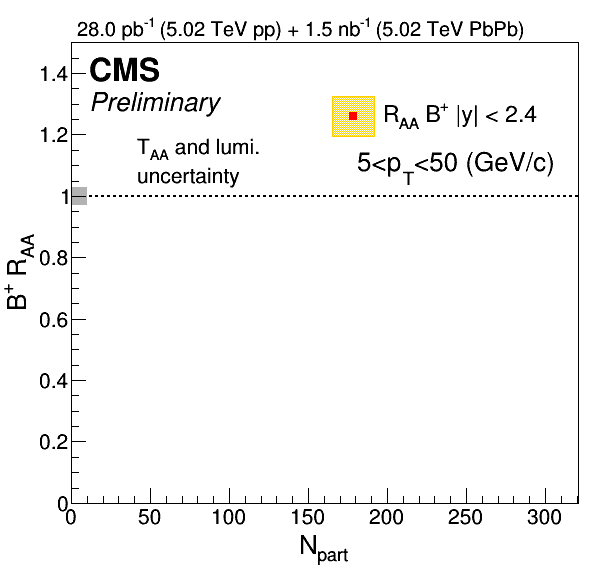 28.0 pb⁻¹ (5.02 TeV pp) + 1.5 nb⁻¹ (5.02 TeV PbPb)
CMS
Preliminary
R_AA B⁺ |y| < 2.4
T_AA and lumi.
uncertainty
5<p_T<50 (GeV/c)
B⁺ R_AA
1.4
1.2
1
0.8
0.6
0.4
0.2
0
0 50 100 150 200 250 300
N_part